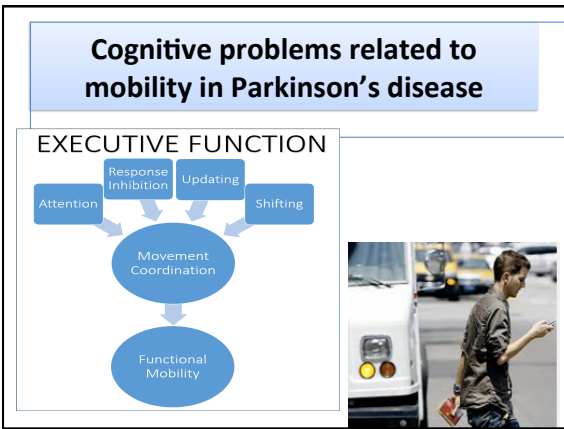 Cognitive problems related to
mobility in Parkinson's disease
EXECUTIVE FUNCTION
Attention
Response
Inhibition
Updating
Shifting
Movement
Coordination
Functional
Mobility